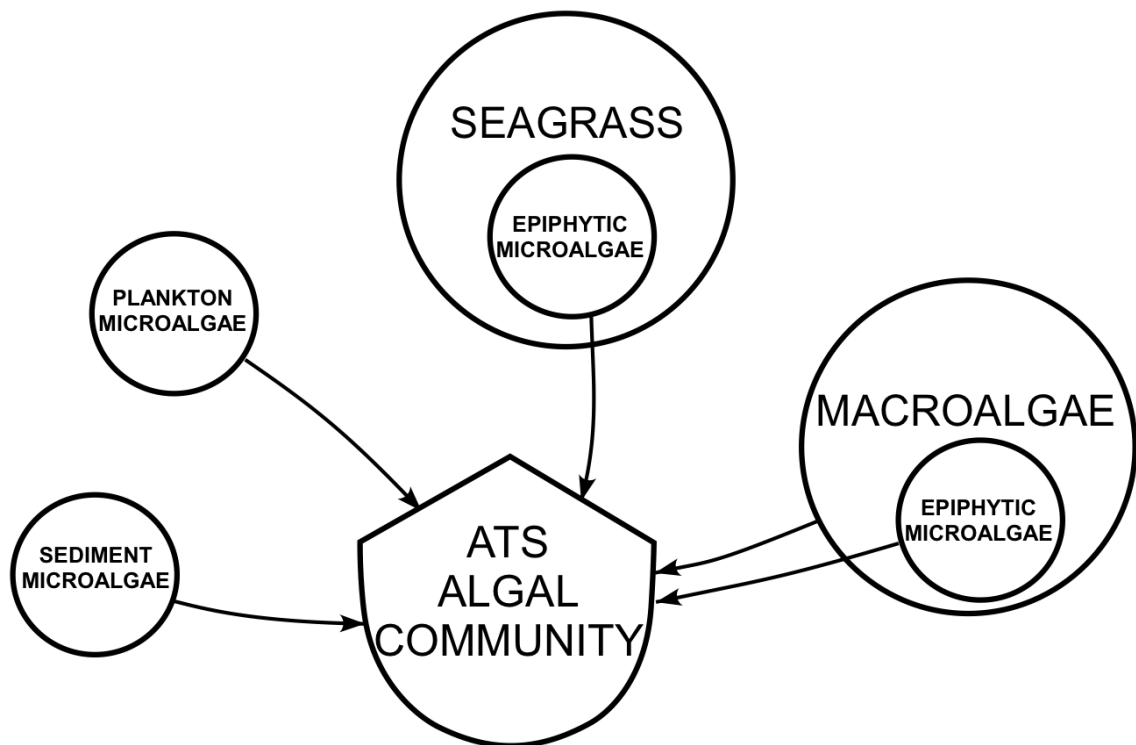 SEAGRASS
EPIPHYTIC
MICROALGAE
PLANKTON
MICROALGAE
MACROALGAE
EPIPHYTIC
MICROALGAE
SEDIMENT
MICROALGAE
ATS
ALGAL
COMMUNITY